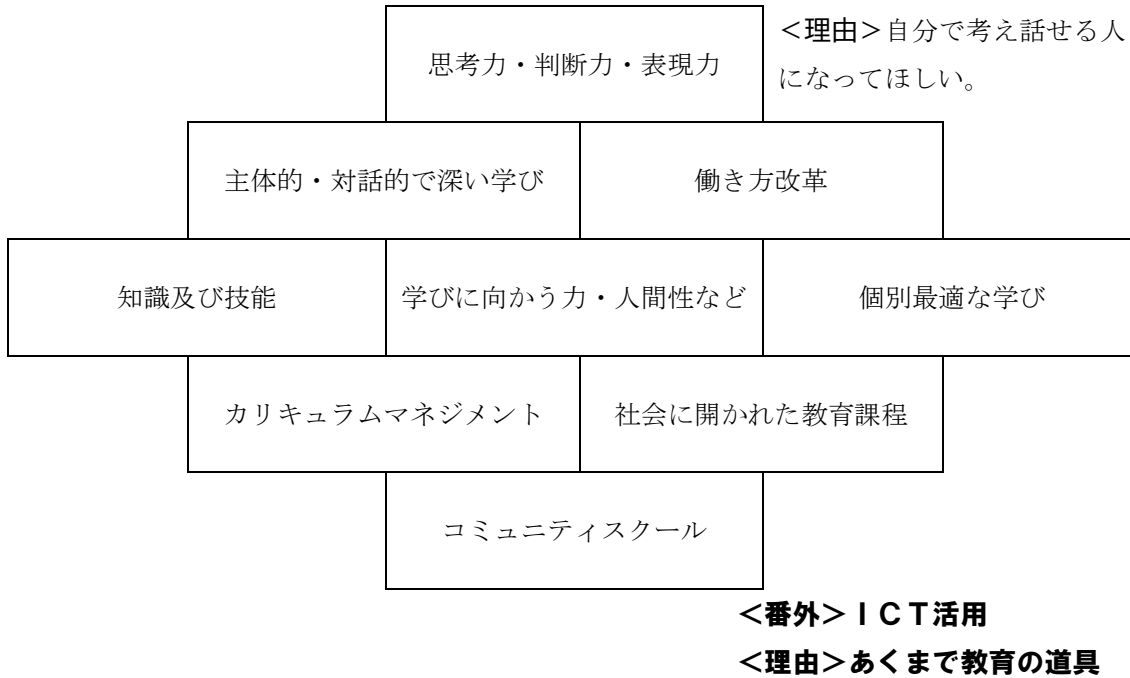 思考力・判断力・表現力
＜理由＞自分で考え話せる人
になってほしい。
主体的・対話的で深い学び
働き方改革
知識及び技能
学びに向かう力・人間性など
個別最適な学び
カリキュラムマネジメント
社会に開かれた教育課程
コミュニティスクール
＜番外＞ＩＣＴ活用
＜理由＞あくまで教育の道具